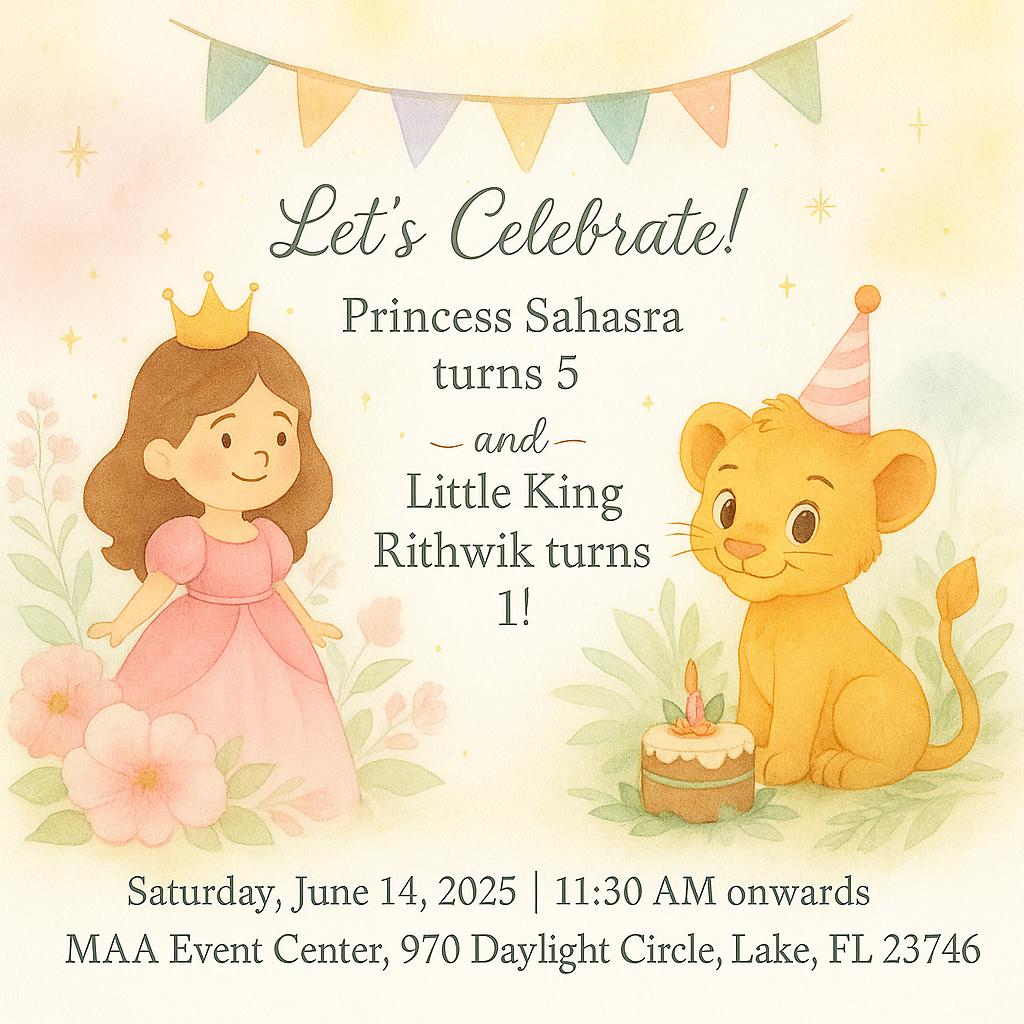 Let's Celebrate!
Princess Sahasra
turns 5
– and –
Little King
Rithwik turns
1!
Saturday, June 14, 2025 | 11:30 AM onwards
MAA Event Center, 970 Daylight Circle, Lake, FL 23746